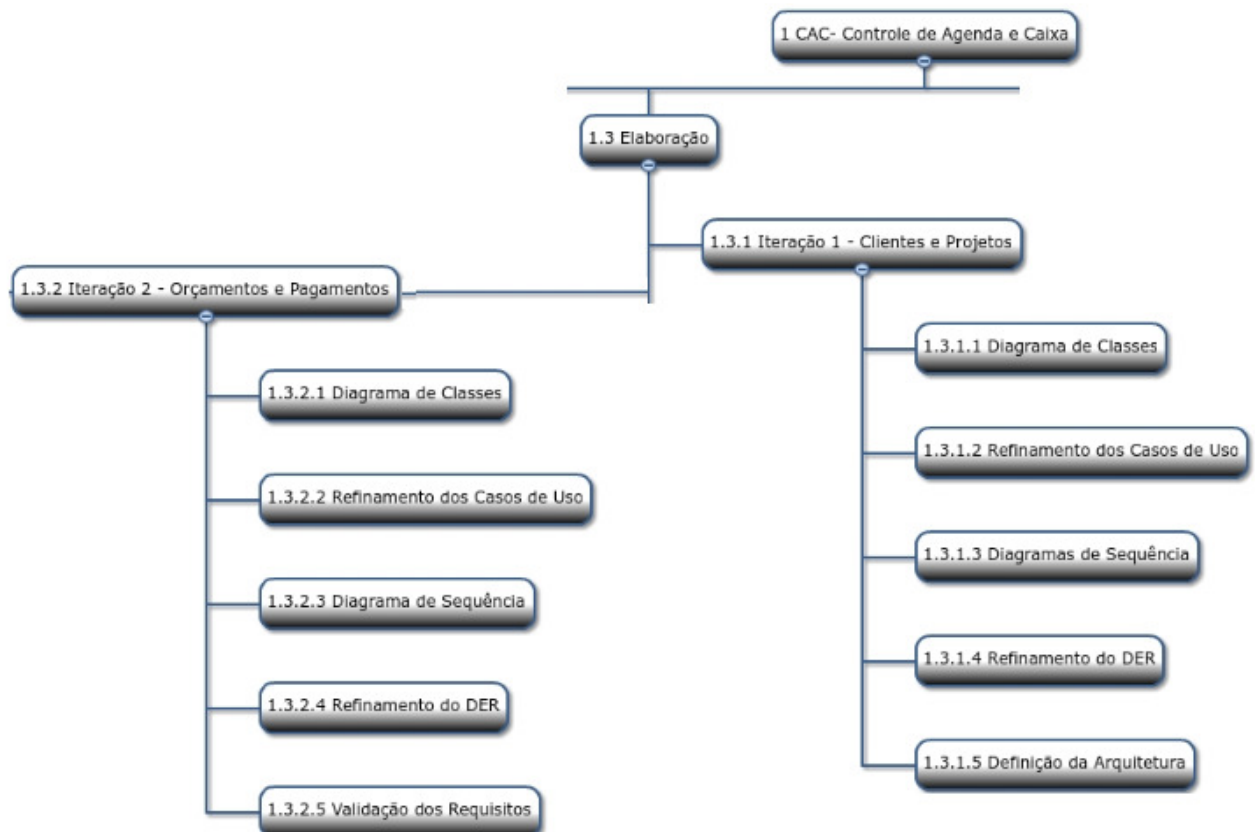 1 CAC- Controle de Agenda e Caixa
1.3 Elaboração
1.3.1 Iteração 1 - Clientes e Projetos
1.3.1.1 Diagrama de Classes
1.3.1.2 Refinamento dos Casos de Uso
1.3.1.3 Diagramas de Sequência
1.3.1.4 Refinamento do DER
1.3.1.5 Definição da Arquitetura
1.3.2 Iteração 2 - Orçamentos e Pagamentos
1.3.2.1 Diagrama de Classes
1.3.2.2 Refinamento dos Casos de Uso
1.3.2.3 Diagrama de Sequência
1.3.2.4 Refinamento do DER
1.3.2.5 Validação dos Requisitos